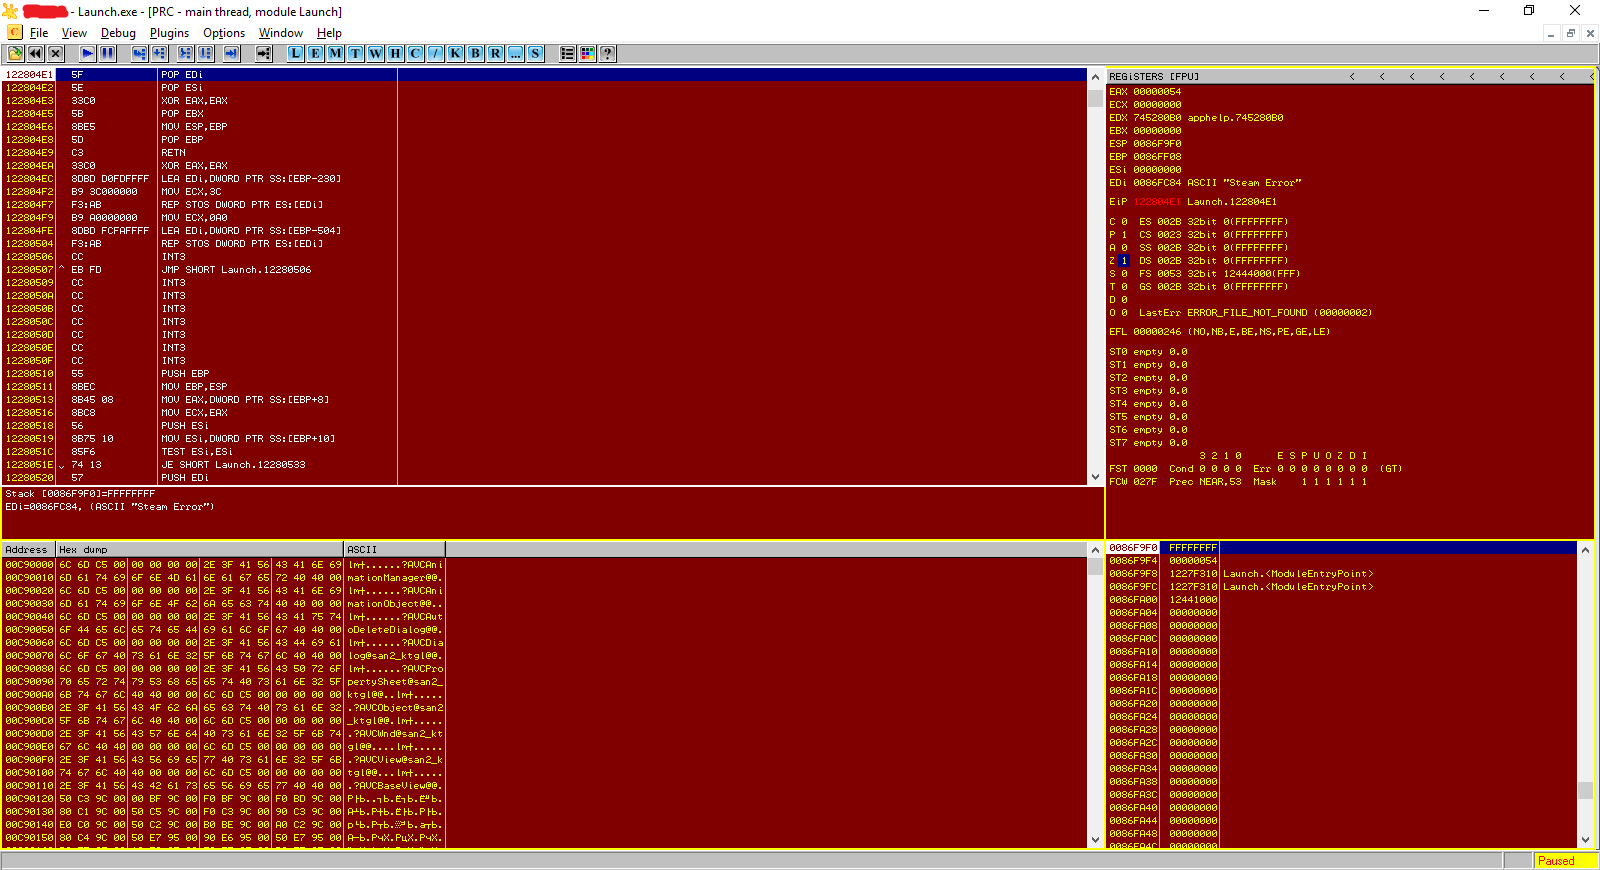 - Launch.exe - [PRC - main thread, module Launch]
C File View Debug Plugins Options Window Help
L E M T W H C / K B R ... S ?
122804E1 5F POP EDi
122804E2 5E POP ESi
122804E3 33C0 XOR EAX,EAX
122804E5 5B POP EBX
122804E6 8BE5 MOV ESP,EBP
122804E8 5D POP EBP
122804E9 C3 RETN
122804EA 33C0 XOR EAX,EAX
122804EC 8DBD D0FDFFFF LEA EDi,DWORD PTR SS:[EBP-230]
122804F2 B9 3C000000 MOV ECX,3C
122804F7 F3:AB REP STOS DWORD PTR ES:[EDi]
122804F9 B9 A0000000 MOV ECX,0A0
122804FE 8DBD FCFAFFFF LEA EDi,DWORD PTR SS:[EBP-504]
12280504 F3:AB REP STOS DWORD PTR ES:[EDi]
12280506 CC INT3
12280507 ^ EB FD JMP SHORT Launch.12280506
12280509 CC INT3
1228050A CC INT3
1228050B CC INT3
1228050C CC INT3
1228050D CC INT3
1228050E CC INT3
1228050F CC INT3
12280510 55 PUSH EBP
12280511 8BEC MOV EBP,ESP
12280513 8B45 08 MOV EAX,DWORD PTR SS:[EBP+8]
12280516 8BC8 MOV ECX,EAX
12280518 56 PUSH ESi
12280519 8B75 10 MOV ESi,DWORD PTR SS:[EBP+10]
1228051C 85F6 TEST ESi,ESi
1228051E 74 13 JE SHORT Launch.12280533
12280520 57 PUSH EDi
REGiSTERS [FPU] < < < < < < < < <
EAX 00000054
ECX 00000000
EDX 745280B0 apphelp.745280B0
EBX 00000000
ESP 0086F9F0
EBP 0086FF08
ESi 00000000
EDi 0086FC84 ASCII "Steam Error"
EiP 122804E1 Launch.122804E1
C 0 ES 002B 32bit 0(FFFFFFFF)
P 1 CS 0023 32bit 0(FFFFFFFF)
A 0 SS 002B 32bit 0(FFFFFFFF)
Z 1 DS 002B 32bit 0(FFFFFFFF)
S 0 FS 0053 32bit 12444000(FFF)
T 0 GS 002B 32bit 0(FFFFFFFF)
D 0
O 0 LastErr ERROR_FILE_NOT_FOUND (00000002)
EFL 00000246 (NO,NB,E,BE,NS,PE,GE,LE)
ST0 empty 0.0
ST1 empty 0.0
ST2 empty 0.0
ST3 empty 0.0
ST4 empty 0.0
ST5 empty 0.0
ST6 empty 0.0
ST7 empty 0.0
3 2 1 0 E S P U O Z D I
FST 0000 Cond 0 0 0 0 Err 0 0 0 0 0 0 0 0 (GT)
FCW 027F Prec NEAR,53 Mask 1 1 1 1 1 1
Stack [0086F9F0]=FFFFFFFF
EDi=0086FC84, (ASCII "Steam Error")
Address Hex dump ASCII
00C90000 6C 6D C5 00 00 00 00 00 2E 3F 41 56 43 41 6E 69 lm┼......?AVCAni
00C90010 6D 61 74 69 6F 6E 4D 61 6E 61 67 65 72 40 40 00 mationManager@@.
00C90020 6C 6D C5 00 00 00 00 00 2E 3F 41 56 43 41 6E 69 lm┼......?AVCAni
00C90030 6D 61 74 69 6F 6E 4F 62 6A 65 63 74 40 40 00 00 mationObject@@..
00C90040 6C 6D C5 00 00 00 00 00 2E 3F 41 56 43 41 75 74 lm┼......?AVCAut
00C90050 6F 44 65 6C 65 74 65 44 69 61 6C 6F 67 40 40 00 oDeleteDialog@@.
00C90060 6C 6D C5 00 00 00 00 00 2E 3F 41 56 43 44 69 61 lm┼......?AVCDia
00C90070 6C 6F 67 40 73 61 6E 32 5F 6B 74 67 6C 40 40 00 log@san2_ktgl@@.
00C90080 6C 6D C5 00 00 00 00 00 2E 3F 41 56 43 50 72 6F lm┼......?AVCPro
00C90090 70 65 72 74 79 53 68 65 65 74 40 73 61 6E 32 5F pertySheet@san2_
00C900A0 6B 74 67 6C 40 40 00 00 6C 6D C5 00 00 00 00 00 ktgl@@..lm┼.....
00C900B0 2E 3F 41 56 43 4F 62 6A 65 63 74 40 73 61 6E 32 .?AVCObject@san2
00C900C0 5F 6B 74 67 6C 40 40 00 6C 6D C5 00 00 00 00 00 _ktgl@@.lm┼.....
00C900D0 2E 3F 41 56 43 57 6E 64 40 73 61 6E 32 5F 6B 74 .?AVCWnd@san2_kt
00C900E0 67 6C 40 40 00 00 00 00 6C 6D C5 00 00 00 00 00 gl@@....lm┼.....
00C900F0 2E 3F 41 56 43 56 69 65 77 40 73 61 6E 32 5F 6B .?AVCView@san2_k
00C90100 74 67 6C 40 40 00 00 00 6C 6D C5 00 00 00 00 00 tgl@@...lm┼.....
00C90110 2E 3F 41 56 43 42 61 73 65 56 69 65 77 40 40 00 .?AVCBaseView@@.
00C90120 50 C3 9C 00 00 BF 9C 00 F0 BF 9C 00 F0 BD 9C 00
00C90130 80 C1 9C 00 50 C5 9C 00 F0 C3 9C 00 90 C3 9C 00
00C90140 E0 C0 9C 00 50 C2 9C 00 B0 BE 9C 00 A0 C2 9C 00
00C90150 80 C4 9C 00 50 E7 95 00 90 E6 95 00 50 E7 95 00
0086F9F0 FFFFFFFF
0086F9F4 00000054
0086F9F8 1227F310 Launch.<ModuleEntryPoint>
0086F9FC 1227F310 Launch.<ModuleEntryPoint>
0086FA00 12441000
0086FA04 00000000
0086FA08 00000000
0086FA0C 00000000
0086FA10 00000000
0086FA14 00000000
0086FA18 00000000
0086FA1C 00000000
0086FA20 00000000
0086FA24 00000000
0086FA28 00000000
0086FA2C 00000000
0086FA30 00000000
0086FA34 00000000
0086FA38 00000000
0086FA3C 00000000
0086FA40 00000000
0086FA44 00000000
0086FA48 00000000
0086FA4C 00000000
Paused